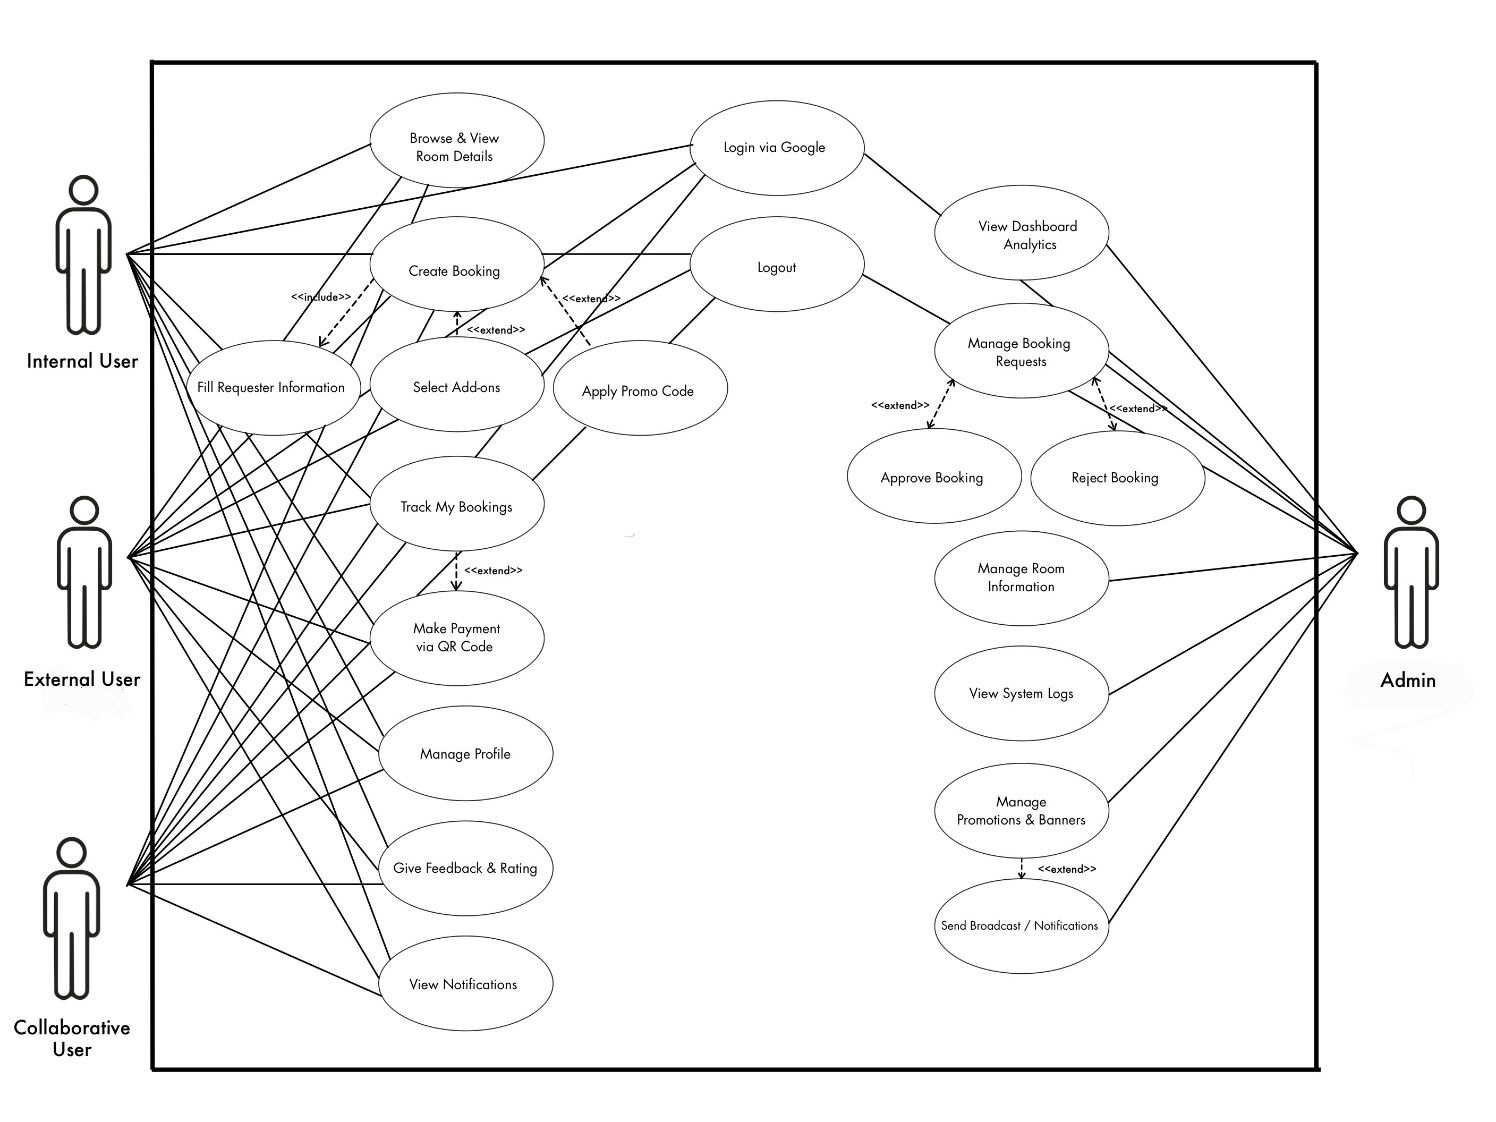 Browse & View
Room Details
Login via Google
View Dashboard
Analytics
Create Booking
Logout
<<include>>
<<extend>>
<<extend>>
Internal User
Fill Requester Information
Select Add-ons
Apply Promo Code
Manage Booking
Requests
<<extend>>
<<extend>>
Approve Booking
Reject Booking
Track My Bookings
<<extend>>
Manage Room
Information
Make Payment
via QR Code
External User
View System Logs
Admin
Manage Profile
Manage
Promotions & Banners
Give Feedback & Rating
<<extend>>
Send Broadcast / Notifications
View Notifications
Collaborative
User